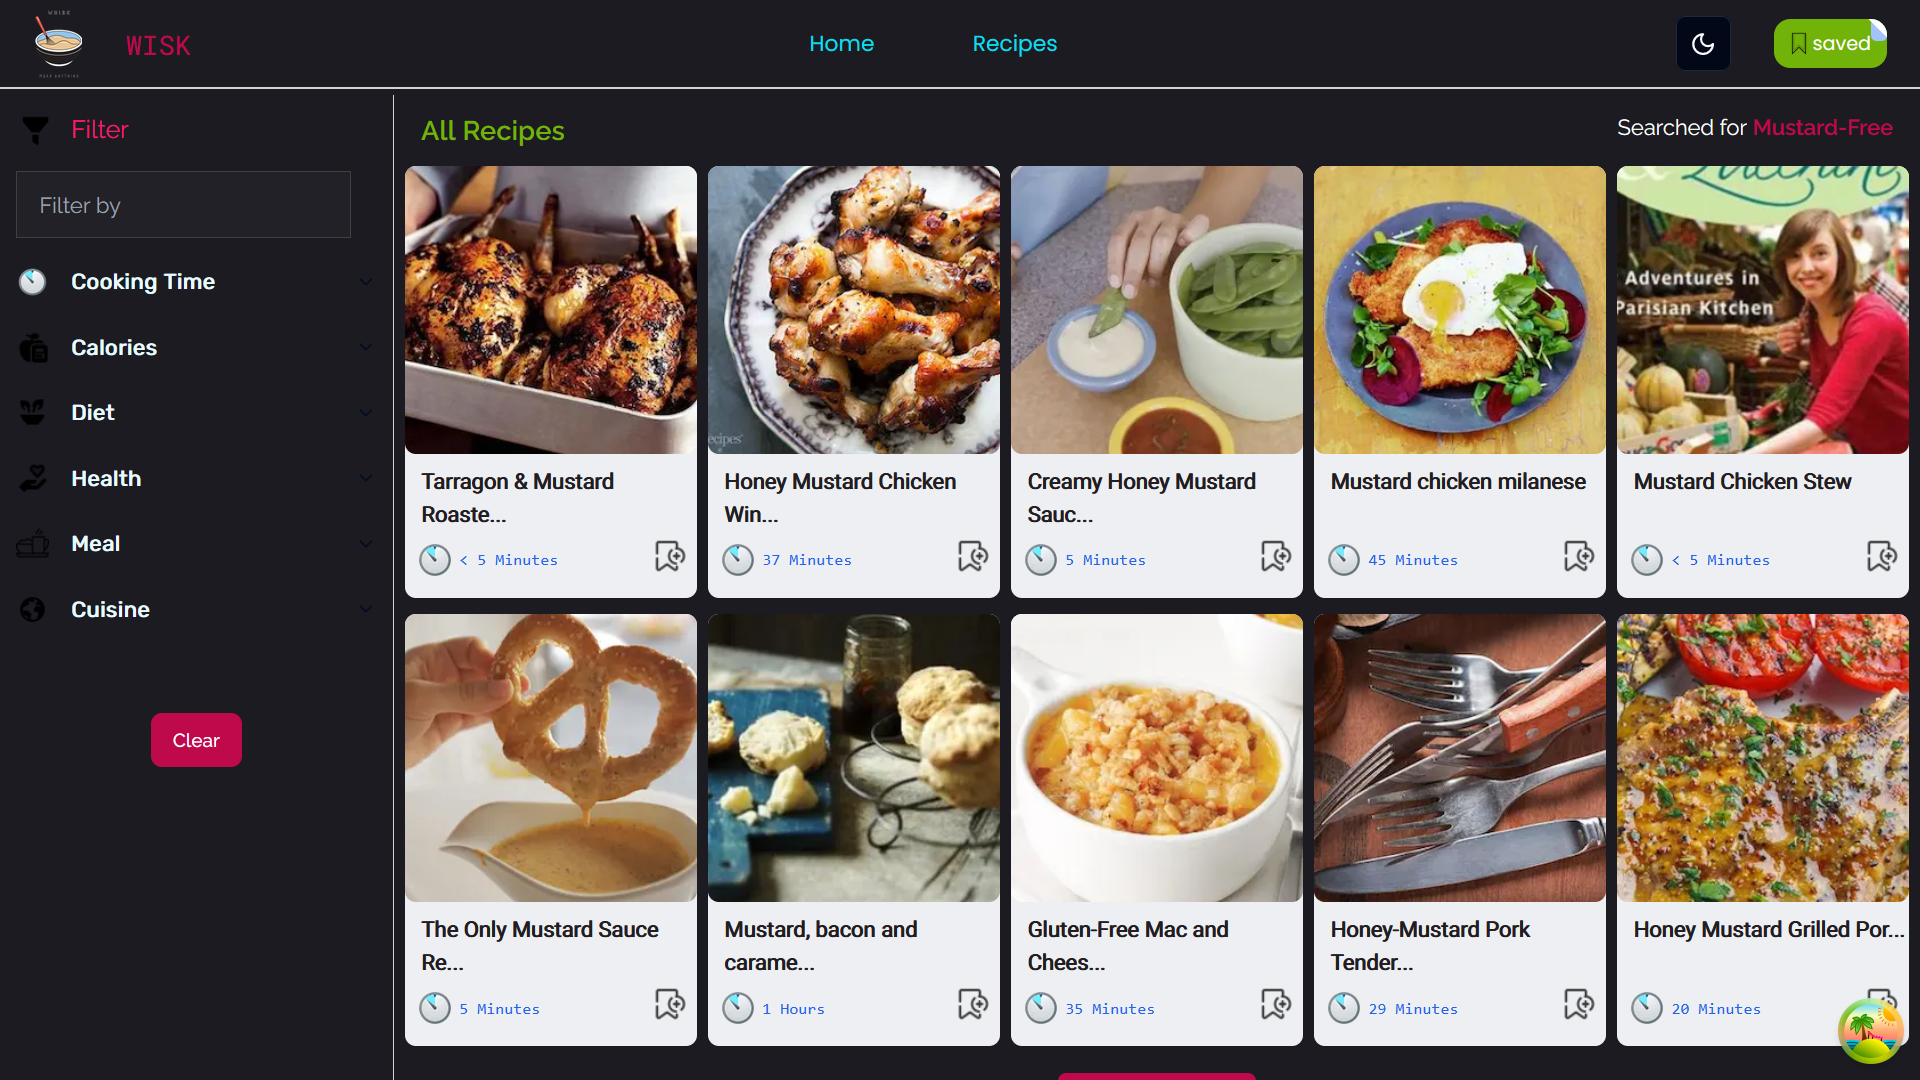 WHISK
MAKE ANYTHING
WISK
Home
Recipes
saved
Filter
Filter by
Cooking Time
Calories
Diet
Health
Meal
Cuisine
Clear
All Recipes
Searched for Mustard-Free
Adventures in
Parisian Kitchen
ecipes
Tarragon & Mustard
Roaste...
< 5 Minutes
Honey Mustard Chicken
Win...
37 Minutes
Creamy Honey Mustard
Sauc...
5 Minutes
Mustard chicken milanese
45 Minutes
Mustard Chicken Stew
< 5 Minutes
The Only Mustard Sauce
Re...
5 Minutes
Mustard, bacon and
carame...
1 Hours
Gluten-Free Mac and
Chees...
35 Minutes
Honey-Mustard Pork
Tender...
29 Minutes
Honey Mustard Grilled Por...
20 Minutes